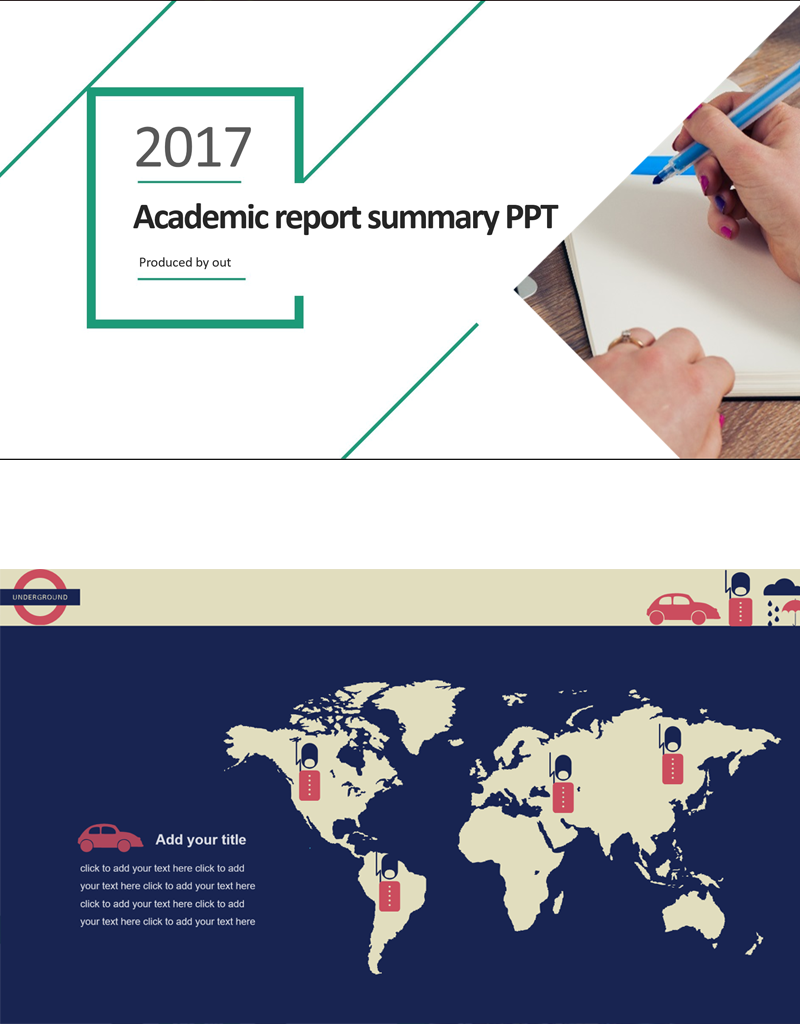 2017
Academic report summary PPT
Produced by out
UNDERGROUND
Add your title
click to add your text here click to add
your text here click to add your text here
click to add your text here click to add
your text here click to add your text here